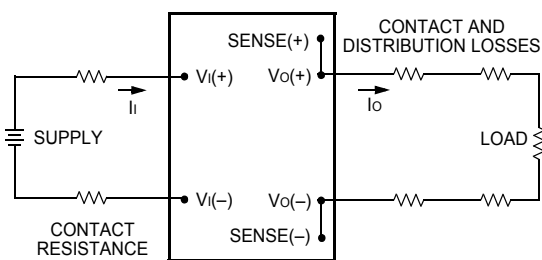 CONTACT AND
DISTRIBUTION LOSSES
SENSE(+)
VI(+)
VO(+)
II
IO
SUPPLY
LOAD
VI(–)
VO(–)
CONTACT
RESISTANCE
SENSE(–)